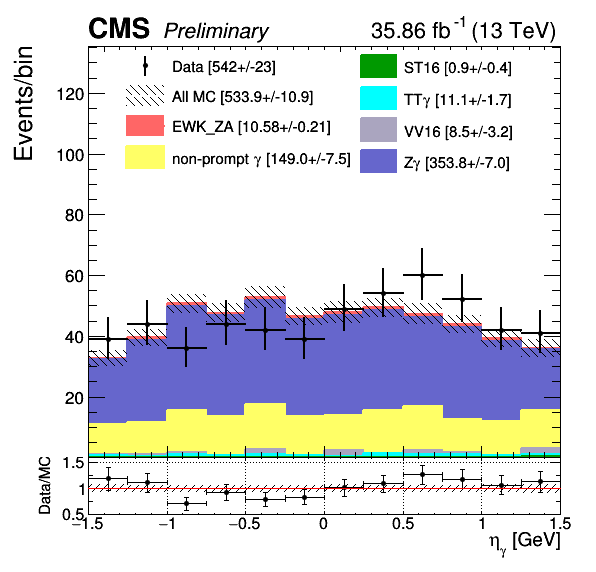 CMS Preliminary 35.86 fb⁻¹ (13 TeV)
Events/bin
Data [542+/-23]
All MC [533.9+/-10.9]
EWK_ZA [10.58+/-0.21]
non-prompt γ [149.0+/-7.5]
ST16 [0.9+/-0.4]
TTγ [11.1+/-1.7]
VV16 [8.5+/-3.2]
Zγ [353.8+/-7.0]
120
100
80
60
40
20
Data/MC
1.5
1
0.5
−1.5 −1 −0.5 0 0.5 1 1.5
ηγ [GeV]